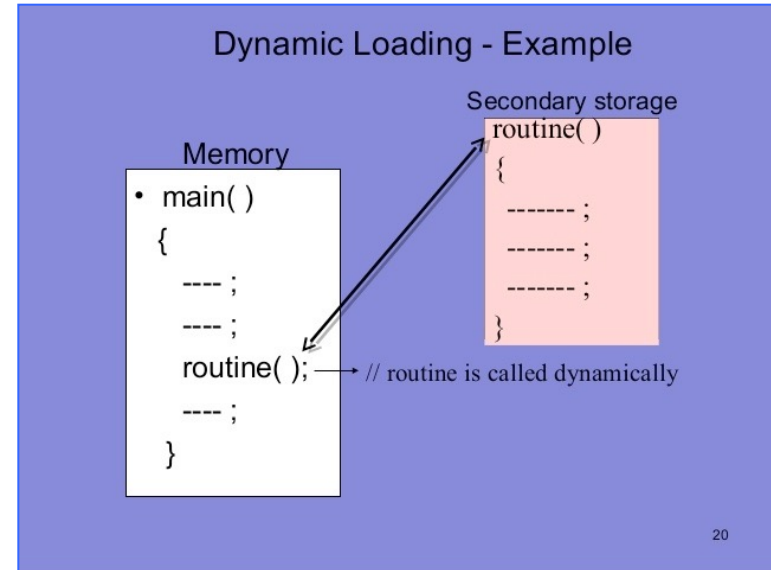 Dynamic Loading - Example
Secondary storage
routine( )
{
------- ;
------- ;
------- ;
}
Memory
• main( )
{
---- ;
---- ;
routine( ); // routine is called dynamically
---- ;
}
20